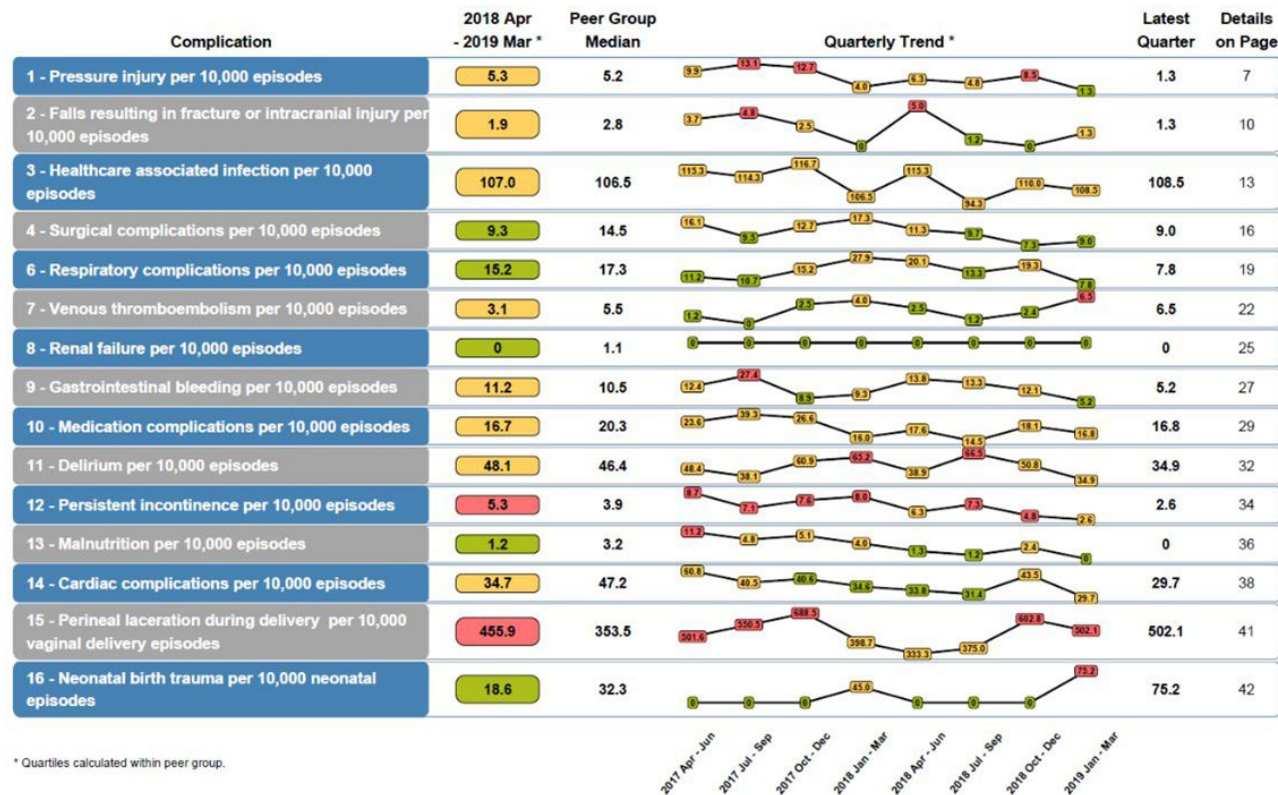 Complication
2018 Apr - 2019 Mar *
Peer Group Median
Quarterly Trend *
Latest Quarter
Details on Page
1 - Pressure injury per 10,000 episodes
5.3
5.2
9.9 13.1 12.7 4.0 6.3 4.8 8.5 1.3
1.3
7
2 - Falls resulting in fracture or intracranial injury per
10,000 episodes
1.9
2.8
3.7 4.8 2.5 0 5.0 1.2 0 1.3
1.3
10
3 - Healthcare associated infection per 10,000
episodes
107.0
106.5
115.3 114.3 116.7 106.5 115.3 94.3 110.0 108.5
108.5
13
4 - Surgical complications per 10,000 episodes
9.3
14.5
16.1 9.5 12.7 17.3 11.3 9.7 7.3 9.0
9.0
16
6 - Respiratory complications per 10,000 episodes
15.2
17.3
11.2 10.7 15.2 27.9 20.1 13.3 19.3 7.8
7.8
19
7 - Venous thromboembolism per 10,000 episodes
3.1
5.5
1.2 0 2.5 4.0 2.5 1.2 2.4 6.5
6.5
22
8 - Renal failure per 10,000 episodes
0
1.1
0 0 0 0 0 0 0 0
0
25
9 - Gastrointestinal bleeding per 10,000 episodes
11.2
10.5
12.4 27.4 8.9 9.3 13.8 13.3 12.1 5.2
5.2
27
10 - Medication complications per 10,000 episodes
16.7
20.3
23.6 39.3 26.6 16.0 17.6 14.5 18.1 16.8
16.8
29
11 - Delirium per 10,000 episodes
48.1
46.4
48.4 38.1 60.9 65.2 38.9 66.5 50.8 34.9
34.9
32
12 - Persistent incontinence per 10,000 episodes
5.3
3.9
8.7 7.1 7.6 8.0 6.3 7.3 4.8 2.6
2.6
34
13 - Malnutrition per 10,000 episodes
1.2
3.2
11.2 4.8 5.1 4.0 1.3 1.2 2.4 0
0
36
14 - Cardiac complications per 10,000 episodes
34.7
47.2
60.8 40.5 40.6 34.6 33.8 31.4 43.5 29.7
29.7
38
15 - Perineal laceration during delivery per 10,000
vaginal delivery episodes
455.9
353.5
501.6 550.5 688.5 398.7 333.3 375.0 602.8 502.1
502.1
41
16 - Neonatal birth trauma per 10,000 neonatal
episodes
18.6
32.3
0 0 0 45.0 0 0 0 75.2
75.2
42
2017 Apr - Jun
2017 Jul - Sep
2017 Oct - Dec
2018 Jan - Mar
2018 Apr - Jun
2018 Jul - Sep
2018 Oct - Dec
2019 Jan - Mar
* Quartiles calculated within peer group.